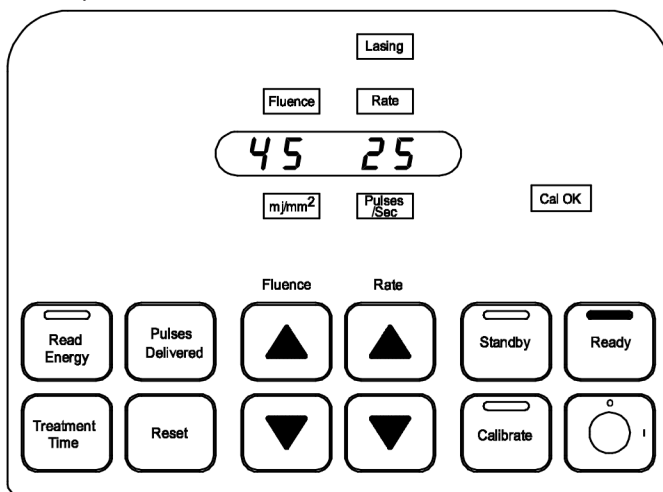 Lasing
Fluence Rate
45 25
mj/mm²
Pulses
/Sec
Cal OK
Fluence Rate
Read
Energy
Pulses
Delivered
Standby
Ready
Treatment
Time
Reset
Calibrate
O
I